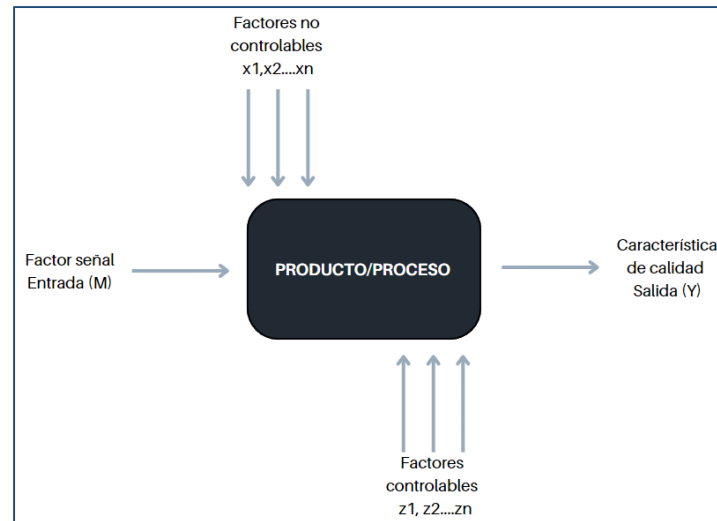 Factores no
controlables
x1,x2....xn
Factor señal
Entrada (M)
PRODUCTO/PROCESO
Característica
de calidad
Salida (Y)
Factores
controlables
z1, z2....zn